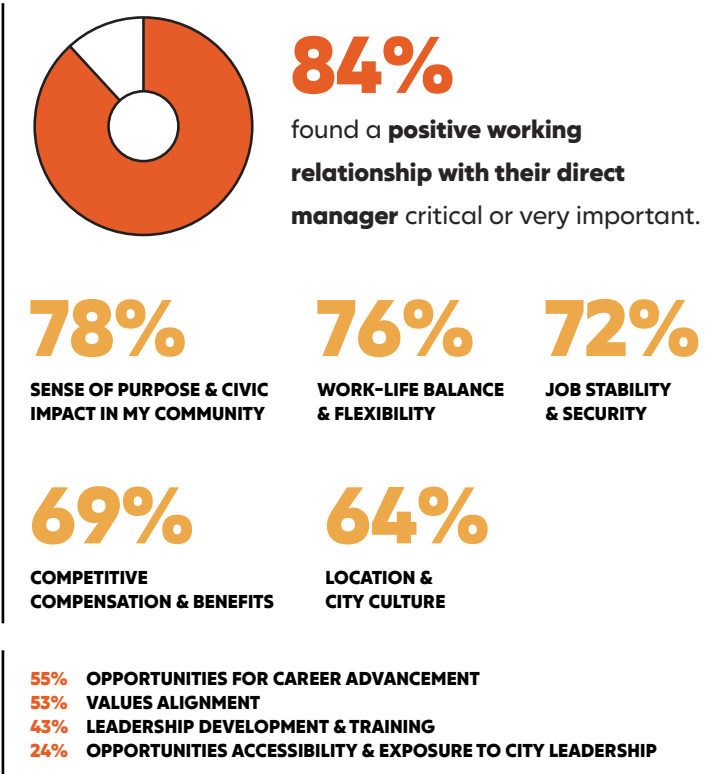 84%
found a positive working
relationship with their direct
manager critical or very important.
78%
SENSE OF PURPOSE & CIVIC
IMPACT IN MY COMMUNITY
76%
WORK-LIFE BALANCE
& FLEXIBILITY
72%
JOB STABILITY
& SECURITY
69%
COMPETITIVE
COMPENSATION & BENEFITS
64%
LOCATION &
CITY CULTURE
55% OPPORTUNITIES FOR CAREER ADVANCEMENT
53% VALUES ALIGNMENT
43% LEADERSHIP DEVELOPMENT & TRAINING
24% OPPORTUNITIES ACCESSIBILITY & EXPOSURE TO CITY LEADERSHIP